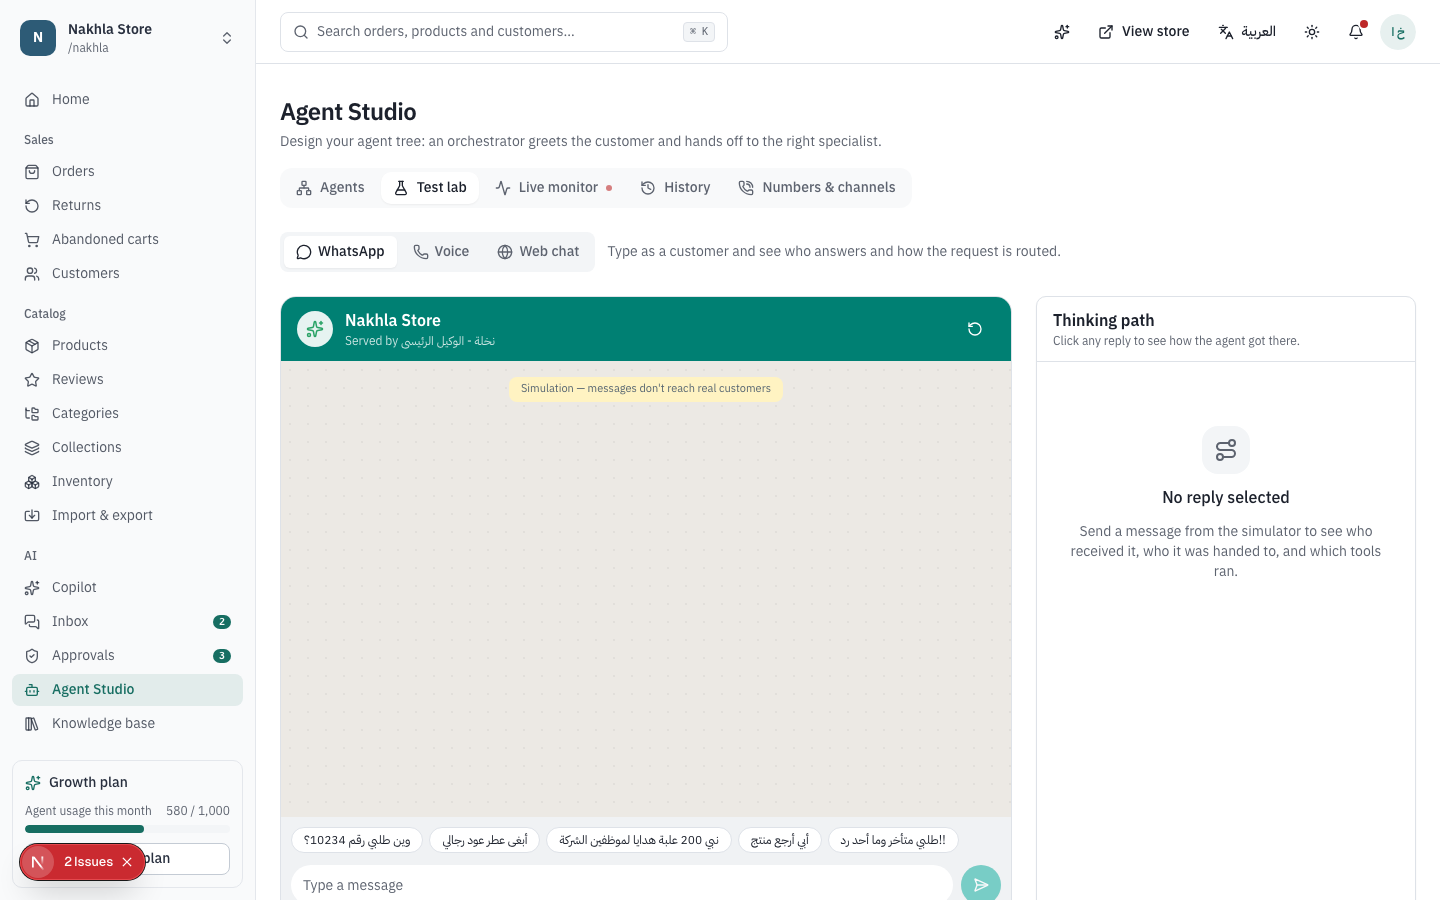 N
Nakhla Store
/nakhla
Home
Sales
Orders
Returns
Abandoned carts
Customers
Catalog
Products
Reviews
Categories
Collections
Inventory
Import & export
AI
Copilot
Inbox
2
Approvals
3
Agent Studio
Knowledge base
Growth plan
Agent usage this month 580 / 1,000
plan
N 2 Issues
Search orders, products and customers...
⌘ K
View store
العربية
خ ا
Agent Studio
Design your agent tree: an orchestrator greets the customer and hands off to the right specialist.
Agents
Test lab
Live monitor
History
Numbers & channels
WhatsApp
Voice
Web chat
Type as a customer and see who answers and how the request is routed.
Nakhla Store
Served by نخلة - الوكيل الرئيسي
Simulation — messages don't reach real customers
وين طلبي رقم 10234؟
أبغى عطر عود رجالي
نبي 200 علبة هدايا لموظفين الشركة
أبي أرجع منتج
طلبي متأخر وما أحد رد!!
Type a message
Thinking path
Click any reply to see how the agent got there.
No reply selected
Send a message from the simulator to see who
received it, who it was handed to, and which tools
ran.